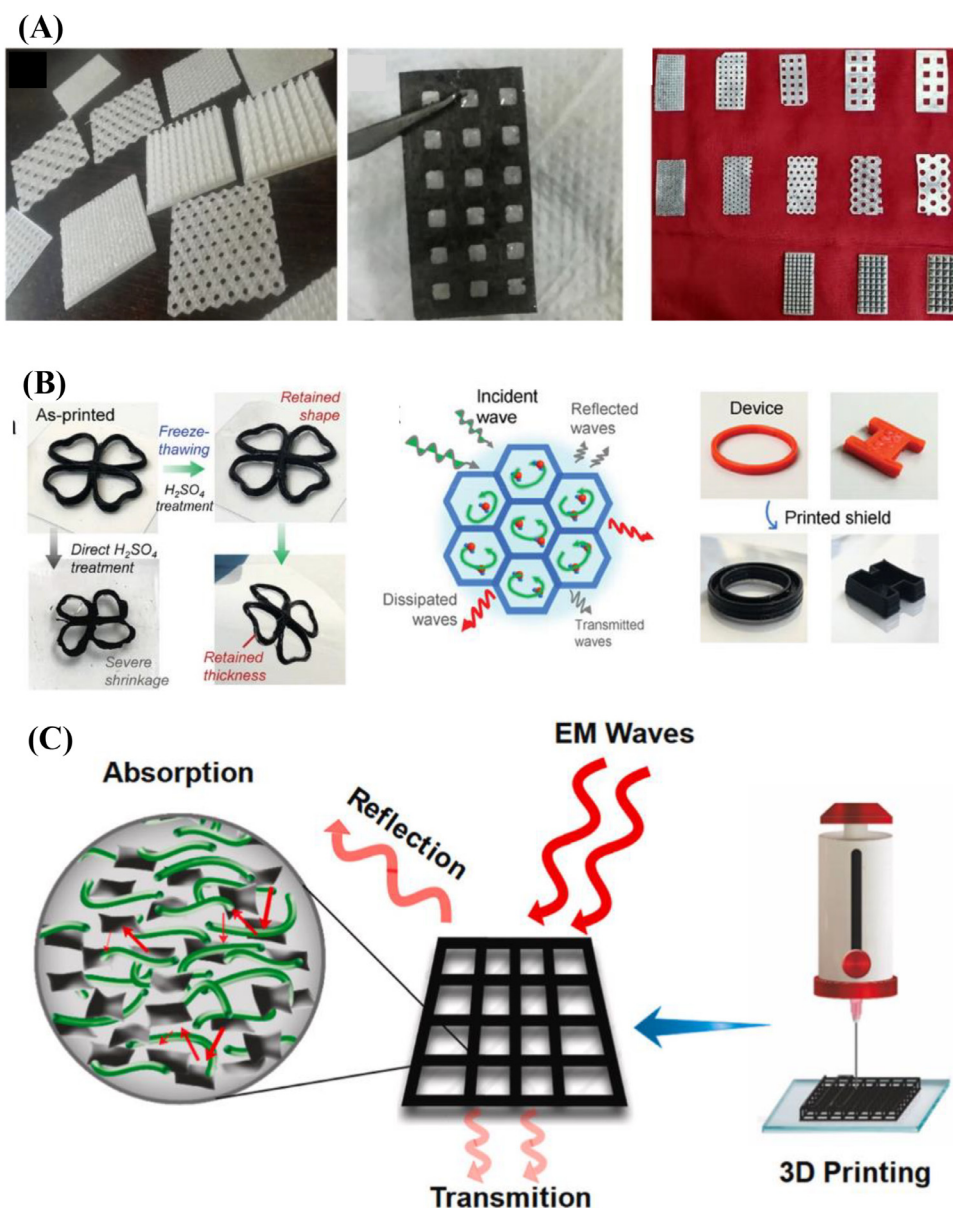 (A)
(B)
As-printed
Freeze-
thawing
H₂SO₄
treatment
Retained
shape
Direct H₂SO₄
treatment
Severe
shrinkage
Retained
thickness
Incident
wave
Reflected
waves
Dissipated
waves
Transmitted
waves
Device
Printed shield
(C)
Absorption
Reflection
EM Waves
Transmition
3D Printing